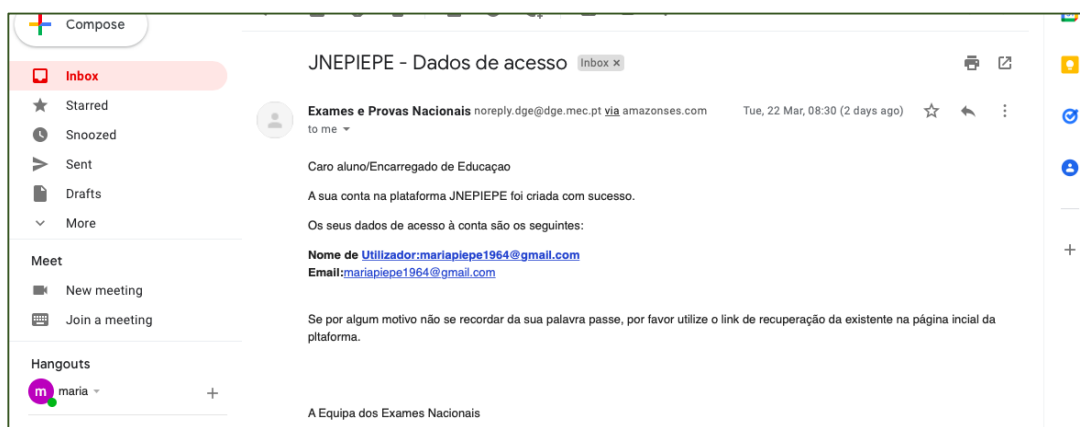 Compose
Inbox
Starred
Snoozed
Sent
Drafts
More
Meet
New meeting
Join a meeting
Hangouts
m maria
JNEPIEPE - Dados de acesso Inbox x
Exames e Provas Nacionais noreply.dge@dge.mec.pt via amazonses.com Tue, 22 Mar, 08:30 (2 days ago)
to me
Caro aluno/Encarregado de Educaçao
A sua conta na plataforma JNEPIEPE foi criada com sucesso.
Os seus dados de acesso à conta são os seguintes:
Nome de Utilizador:mariapiepe1964@gmail.com
Email:mariapiepe1964@gmail.com
Se por algum motivo não se recordar da sua palavra passe, por favor utilize o link de recuperação da existente na página incial da
pltaforma.
A Equipa dos Exames Nacionais